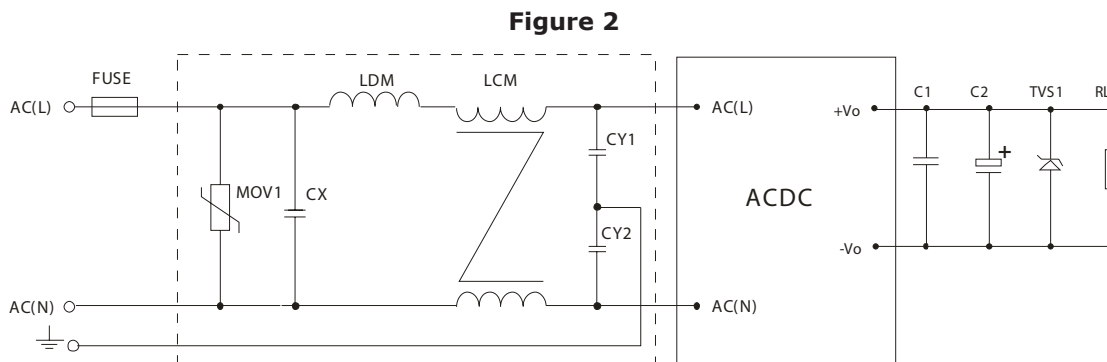 Figure 2
FUSE
LDM
LCM
C1
C2
TVS1
RL
AC(L)
AC(L)
+Vo
CY1
+
MOV1
CX
ACDC
CY2
-Vo
AC(N)
AC(N)